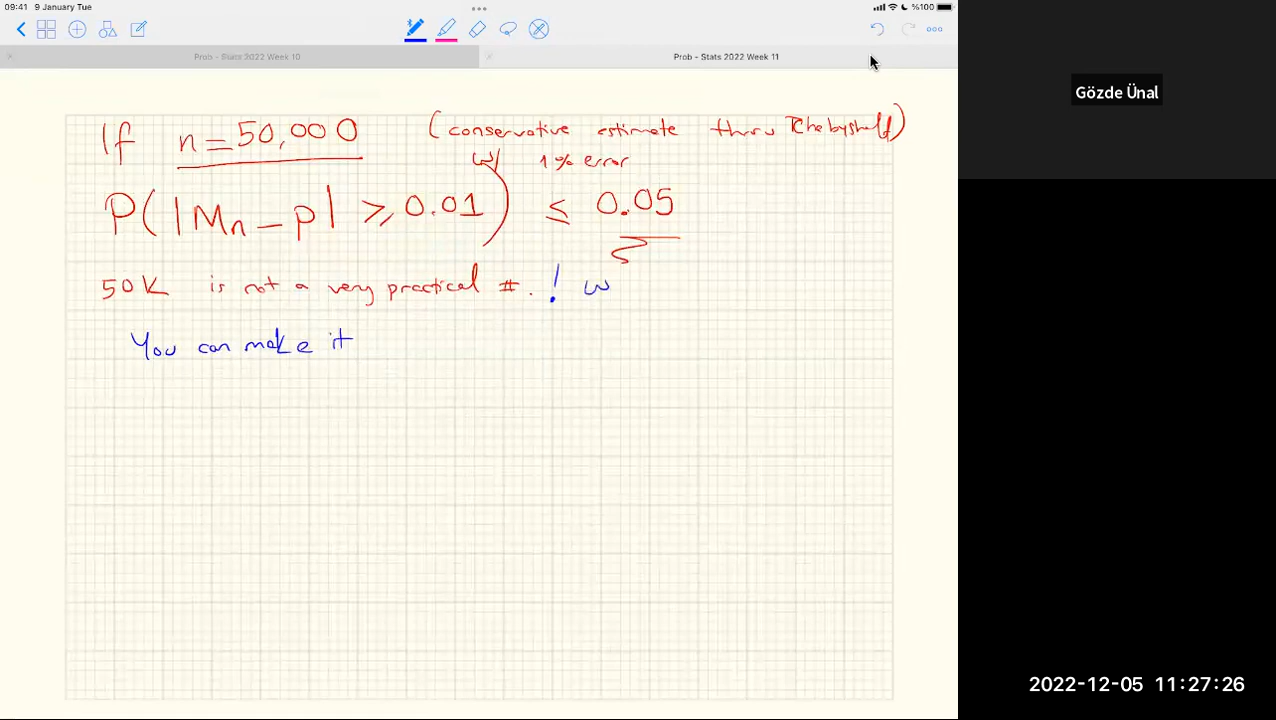 09:41 9 January Tue
%100
Prob - Stats 2022 Week 10
Prob - Stats 2022 Week 11
Gözde Ünal
If n = 50,000 (conservative estimate thru Tchebysheff)
w/ 1% error
P(|Mn - p| ≥ 0.01) ≤ 0.05
50K is not a very practical #. ! w
You can make it
2022-12-05 11:27:26